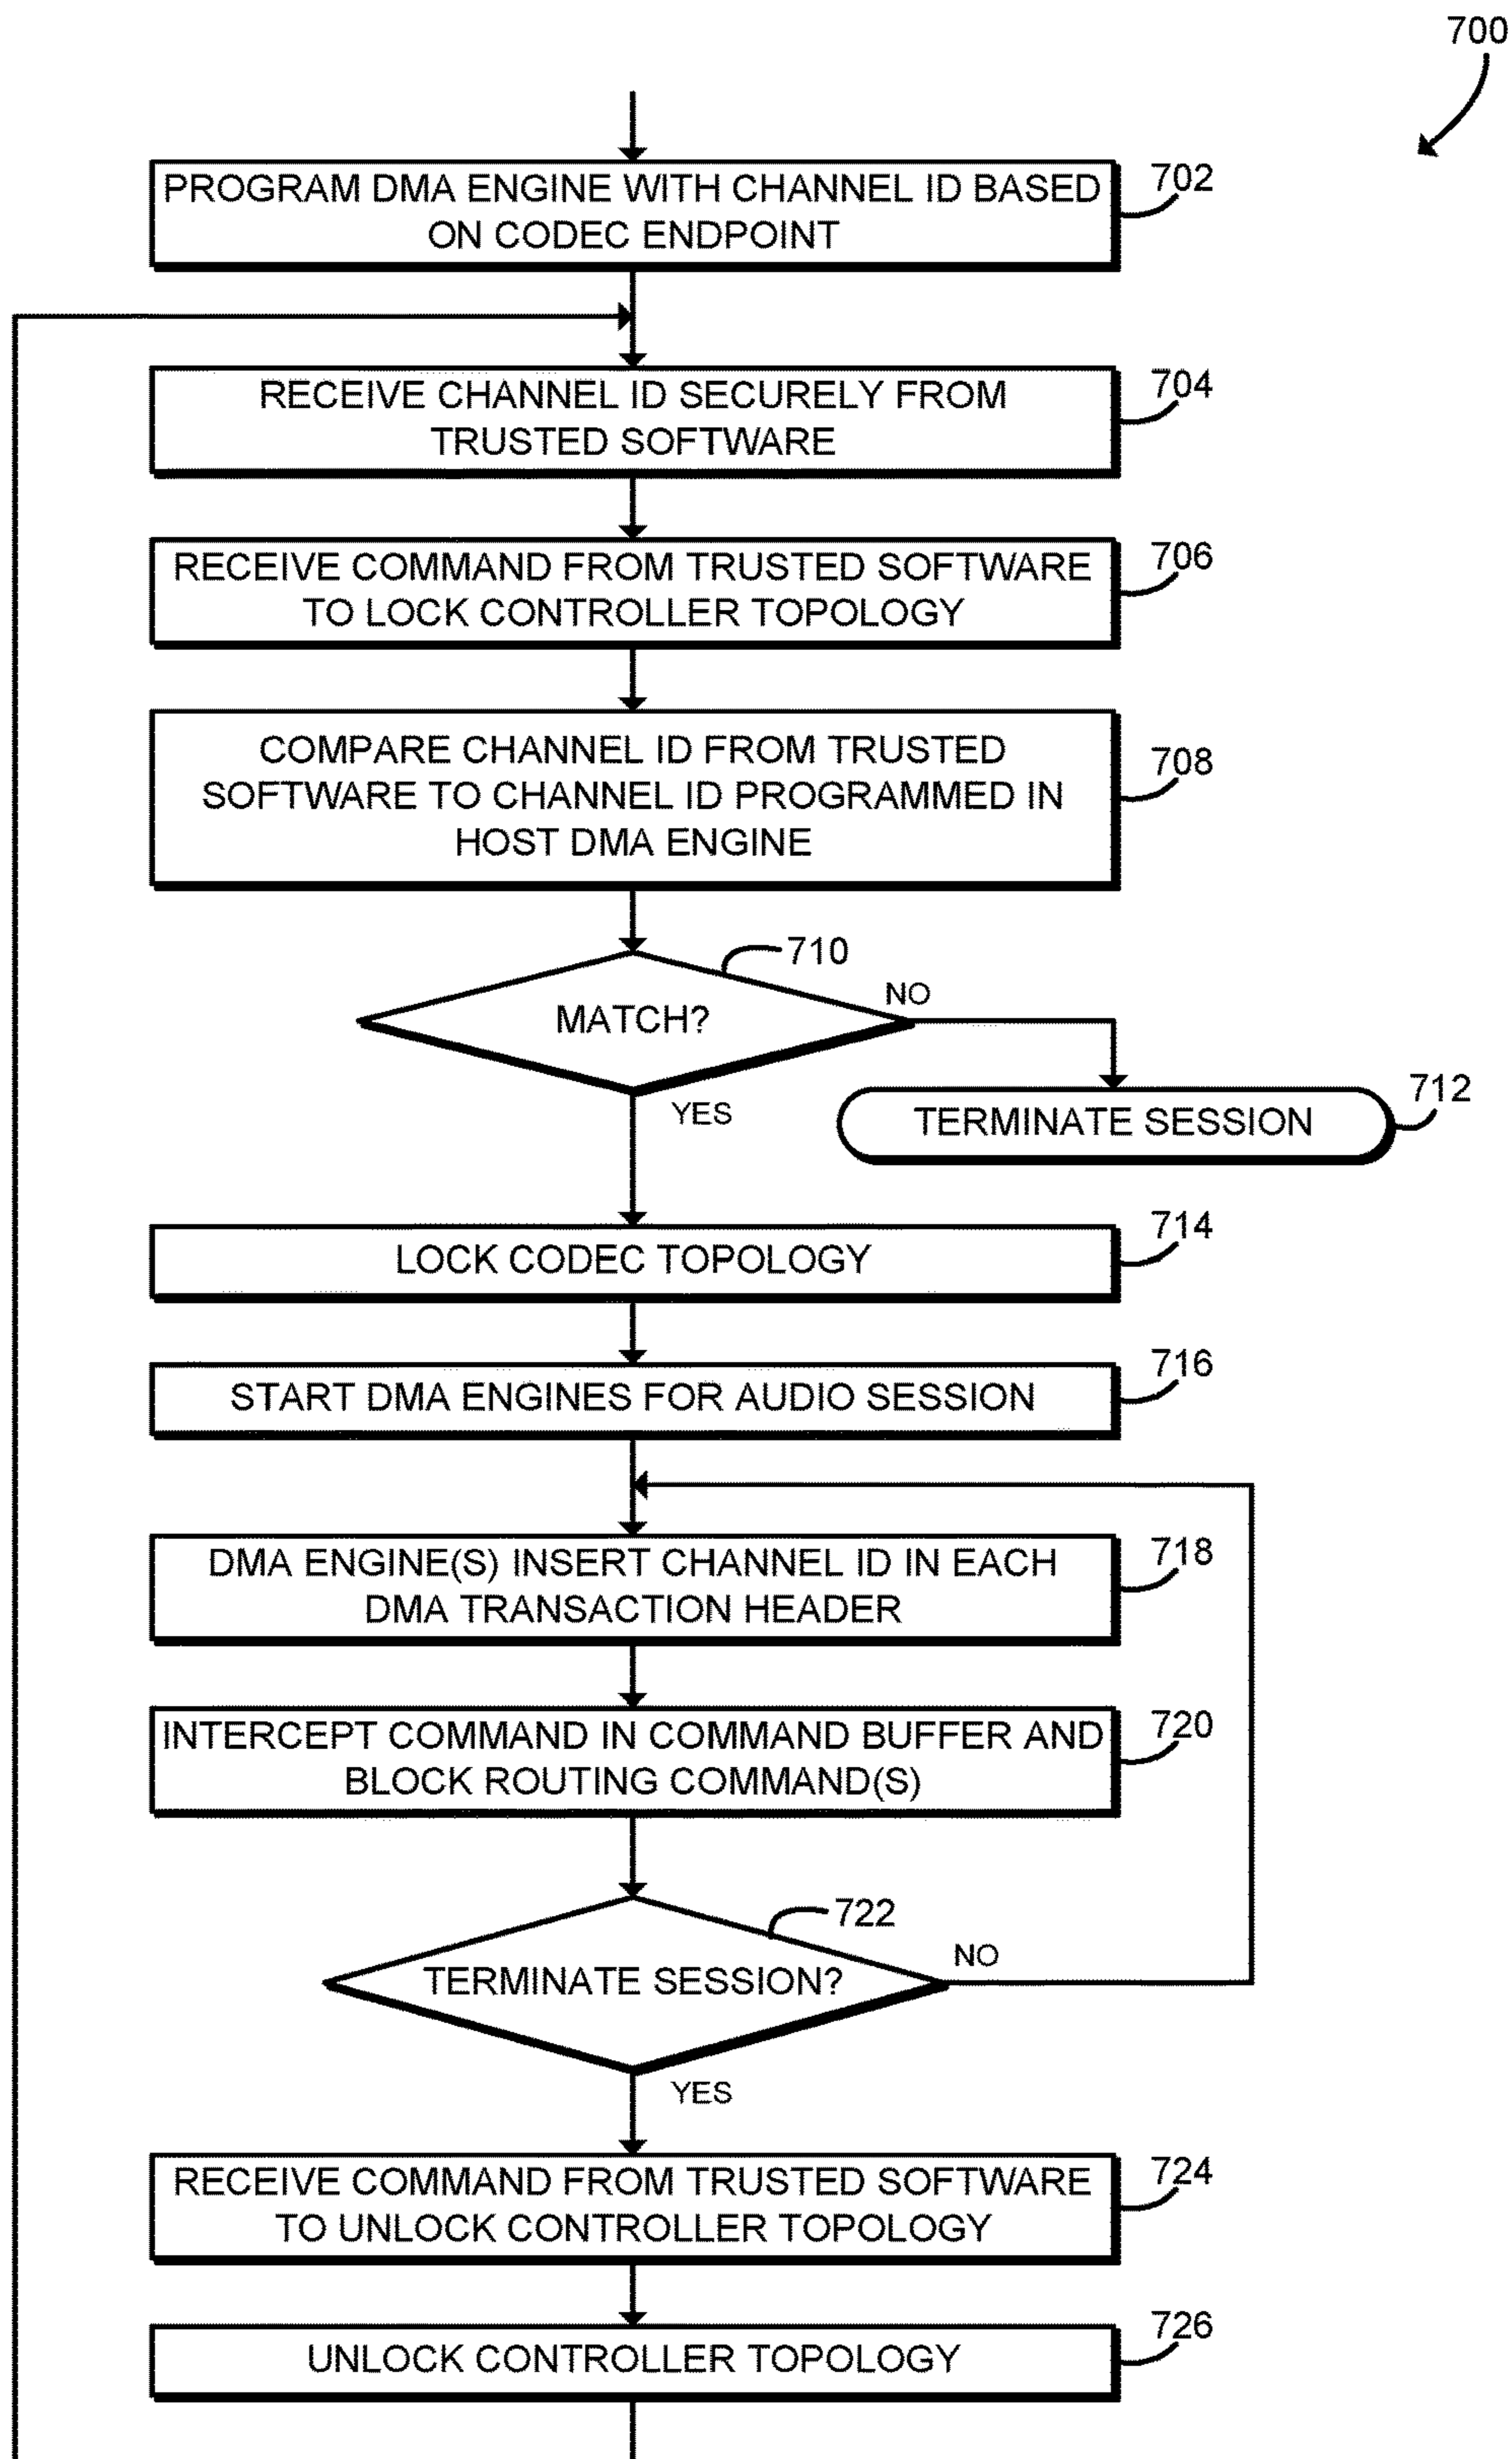 700
PROGRAM DMA ENGINE WITH CHANNEL ID BASED
ON CODEC ENDPOINT
702
RECEIVE CHANNEL ID SECURELY FROM
TRUSTED SOFTWARE
704
RECEIVE COMMAND FROM TRUSTED SOFTWARE
TO LOCK CONTROLLER TOPOLOGY
706
COMPARE CHANNEL ID FROM TRUSTED
SOFTWARE TO CHANNEL ID PROGRAMMED IN
HOST DMA ENGINE
708
710
MATCH?
NO
YES
TERMINATE SESSION
712
LOCK CODEC TOPOLOGY
714
START DMA ENGINES FOR AUDIO SESSION
716
DMA ENGINE(S) INSERT CHANNEL ID IN EACH
DMA TRANSACTION HEADER
718
INTERCEPT COMMAND IN COMMAND BUFFER AND
BLOCK ROUTING COMMAND(S)
720
722
TERMINATE SESSION?
NO
YES
RECEIVE COMMAND FROM TRUSTED SOFTWARE
TO UNLOCK CONTROLLER TOPOLOGY
724
UNLOCK CONTROLLER TOPOLOGY
726